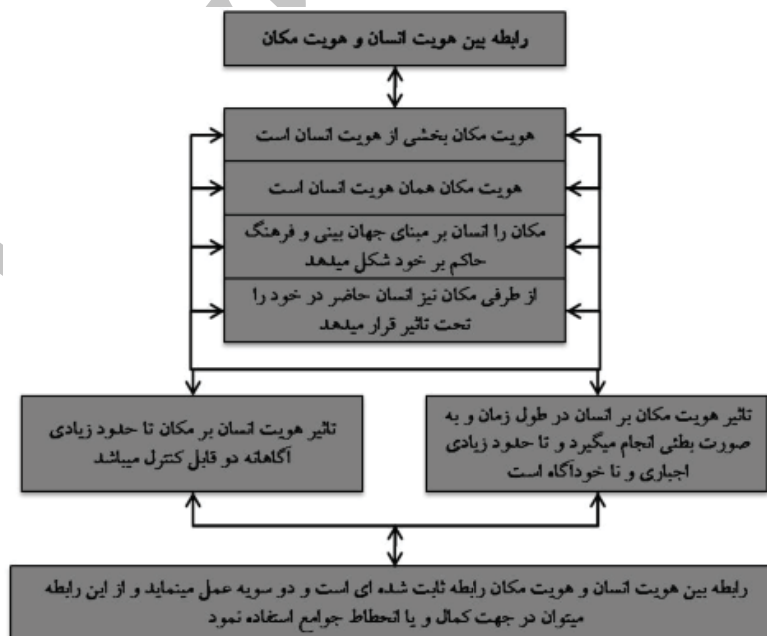 رابطه بین هویت انسان و هویت مکان
هویت مکان بخشی از هویت انسان است
هویت مکان همان هویت انسان است
مکان را انسان بر مبنای جهان بینی و فرهنگ
حاکم بر خود شکل میدهد
از طرفی مکان نیز انسان حاضر در خود را
تحت تاثیر قرار میدهد
تاثیر هویت مکان بر انسان در طول زمان و به
صورت بطئی انجام میگیرد و تا حدود زیادی
اجباری و نا خودآگاه است
تاثیر هویت انسان بر مکان تا حدود زیادی
آگاهانه دو قابل کنترل میباشد
رابطه بین هویت انسان و هویت مکان رابطه ثابت شده ای است و دو سویه عمل مینماید و از این رابطه
میتوان در جهت کمال و یا انحطاط جوامع استفاده نمود